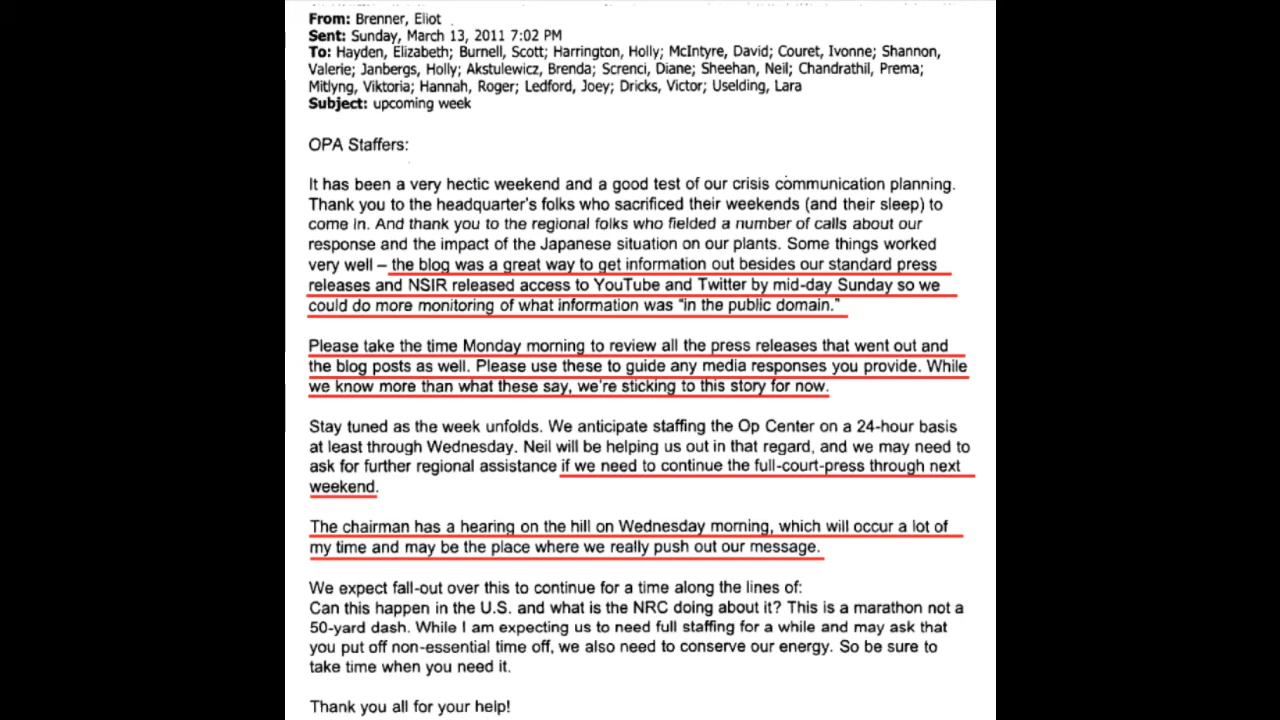 From: Brenner, Eliot
Sent: Sunday, March 13, 2011 7:02 PM
To: Hayden, Elizabeth; Burnell, Scott; Harrington, Holly; McIntyre, David; Couret, Ivonne; Shannon,
Valerie; Janbergs, Holly; Akstulewicz, Brenda; Screnci, Diane; Sheehan, Neil; Chandrathil, Prema;
Mitlyng, Viktoria; Hannah, Roger; Ledford, Joey; Dricks, Victor; Uselding, Lara
Subject: upcoming week
OPA Staffers:
It has been a very hectic weekend and a good test of our crisis communication planning.
Thank you to the headquarter's folks who sacrificed their weekends (and their sleep) to
come in. And thank you to the regional folks who fielded a number of calls about our
response and the impact of the Japanese situation on our plants. Some things worked
very well – the blog was a great way to get information out besides our standard press
releases and NSIR released access to YouTube and Twitter by mid-day Sunday so we
could do more monitoring of what information was "in the public domain."
Please take the time Monday morning to review all the press releases that went out and
the blog posts as well. Please use these to guide any media responses you provide. While
we know more than what these say, we're sticking to this story for now.
Stay tuned as the week unfolds. We anticipate staffing the Op Center on a 24-hour basis
at least through Wednesday. Neil will be helping us out in that regard, and we may need to
ask for further regional assistance if we need to continue the full-court-press through next
weekend.
The chairman has a hearing on the hill on Wednesday morning, which will occur a lot of
my time and may be the place where we really push out our message.
We expect fall-out over this to continue for a time along the lines of:
Can this happen in the U.S. and what is the NRC doing about it? This is a marathon not a
50-yard dash. While I am expecting us to need full staffing for a while and may ask that
you put off non-essential time off, we also need to conserve our energy. So be sure to
take time when you need it.
Thank you all for your help!